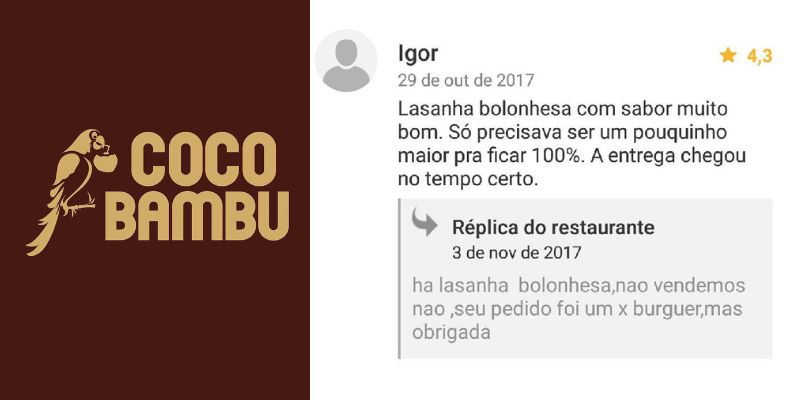 COCO
BAMBU
Igor
4,3
29 de out de 2017
Lasanha bolonhesa com sabor muito
bom. Só precisava ser um pouquinho
maior pra ficar 100%. A entrega chegou
no tempo certo.
Réplica do restaurante
3 de nov de 2017
ha lasanha  bolonhesa,nao vendemos
nao ,seu pedido foi um x burguer,mas
obrigada